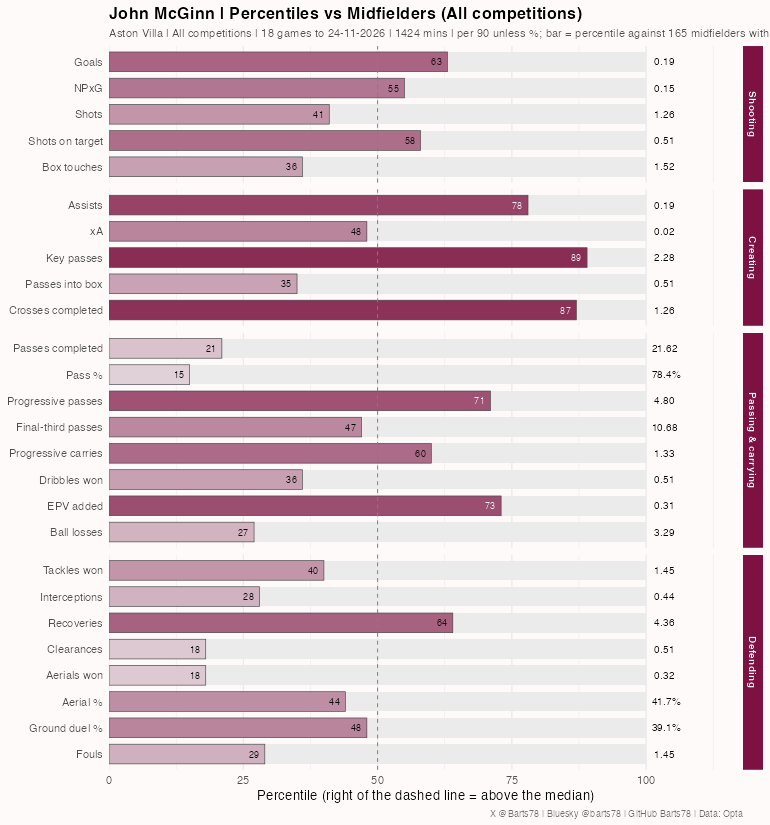 John McGinn | Percentiles vs Midfielders (All competitions)
Aston Villa | All competitions | 18 games to 24-11-2026 | 1424 mins | per 90 unless %; bar = percentile against 165 midfielders with
Goals 63 0.19
NPxG 55 0.15
Shots 41 1.26
Shots on target 58 0.51
Box touches 36 1.52
Shooting
Assists 78 0.19
xA 48 0.02
Key passes 89 2.28
Passes into box 35 0.51
Crosses completed 87 1.26
Creating
Passes completed 21 21.62
Pass % 15 78.4%
Progressive passes 71 4.80
Final-third passes 47 10.68
Progressive carries 60 1.33
Dribbles won 36 0.51
EPV added 73 0.31
Ball losses 27 3.29
Passing & carrying
Tackles won 40 1.45
Interceptions 28 0.44
Recoveries 64 4.36
Clearances 18 0.51
Aerials won 18 0.32
Aerial % 44 41.7%
Ground duel % 48 39.1%
Fouls 29 1.45
Defending
0 25 50 75 100
Percentile (right of the dashed line = above the median)
X @Barts78 | Bluesky @barts78 | GitHub Barts78 | Data: Opta